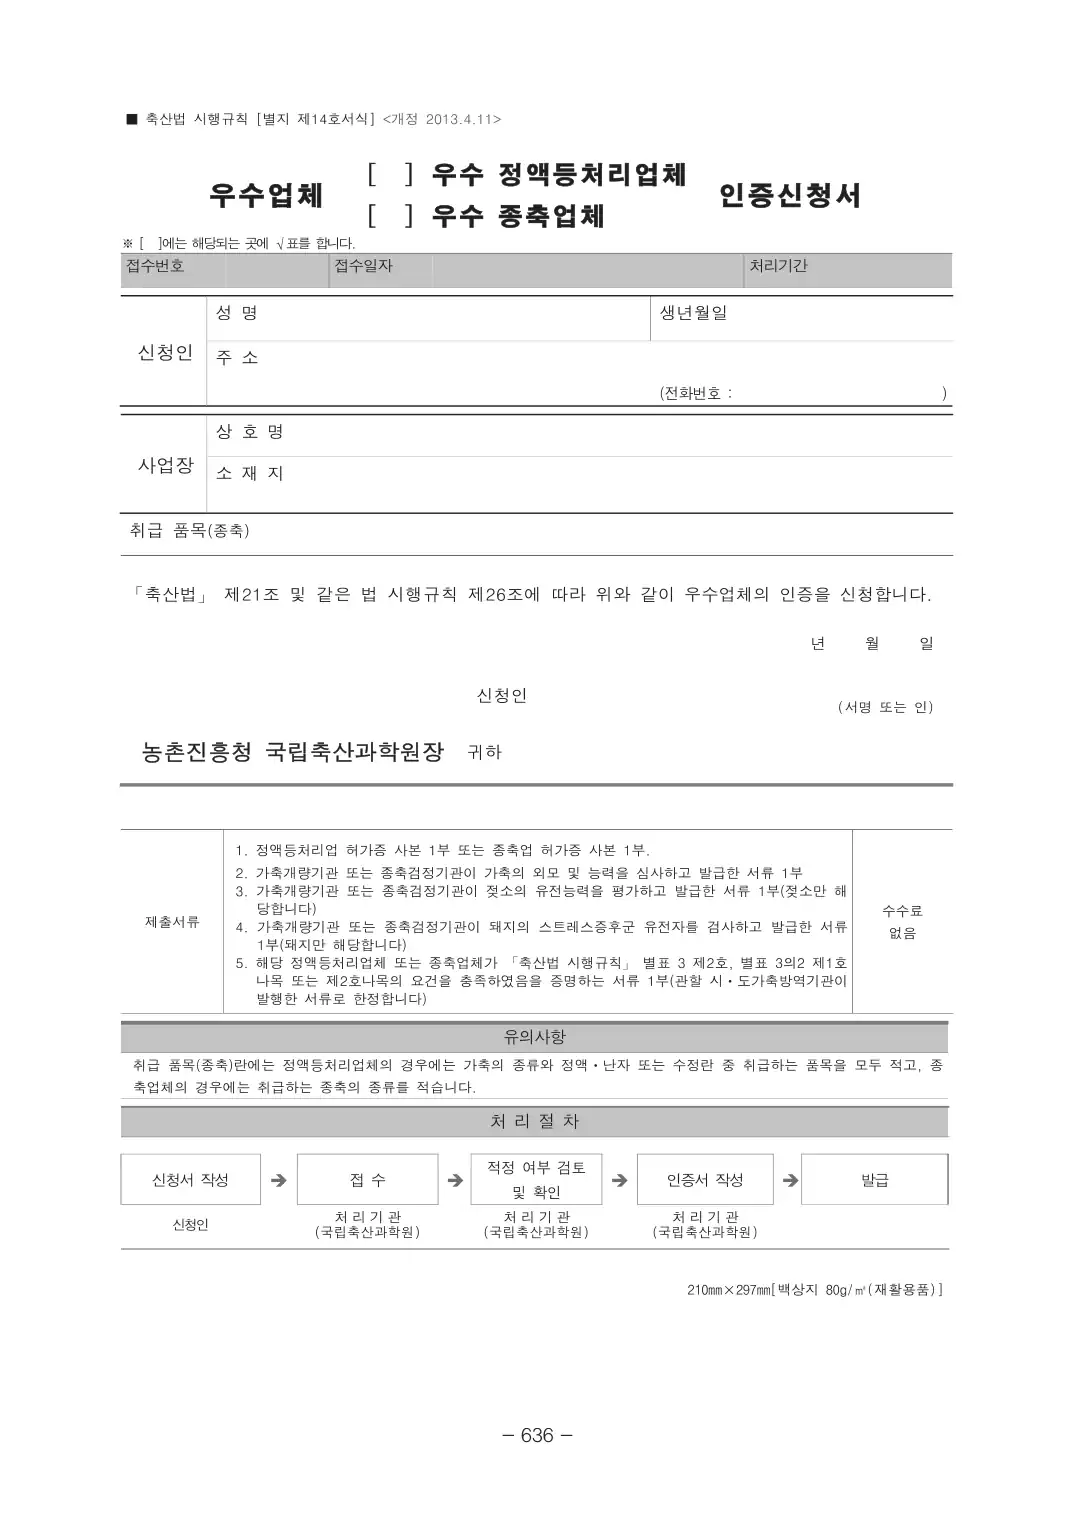 ■ 축산법 시행규칙 [별지 제14호서식] <개정 2013.4.11>
우수업체 [ ] 우수 정액등처리업체 인증신청서
[ ] 우수 종축업체
※ [ ]에는 해당되는 곳에 √ 표를 합니다.
접수번호 접수일자 처리기간
신청인
성 명 생년월일
주 소
(전화번호 : )
사업장
상 호 명
소 재 지
취급 품목(종축)
「축산법」 제21조 및 같은 법 시행규칙 제26조에 따라 위와 같이 우수업체의 인증을 신청합니다.
년 월 일
신청인
(서명 또는 인)
농촌진흥청 국립축산과학원장 귀하
제출서류
1. 정액등처리업 허가증 사본 1부 또는 종축업 허가증 사본 1부.
2. 가축개량기관 또는 종축검정기관이 가축의 외모 및 능력을 심사하고 발급한 서류 1부
3. 가축개량기관 또는 종축검정기관이 젖소의 유전능력을 평가하고 발급한 서류 1부(젖소만 해
당합니다)
4. 가축개량기관 또는 종축검정기관이 돼지의 스트레스증후군 유전자를 검사하고 발급한 서류
1부(돼지만 해당합니다)
5. 해당 정액등처리업체 또는 종축업체가 「축산법 시행규칙」 별표 3 제2호, 별표 3의2 제1호
나목 또는 제2호나목의 요건을 충족하였음을 증명하는 서류 1부(관할 시·도가축방역기관이
발행한 서류로 한정합니다)
수수료
없음
유의사항
취급 품목(종축)란에는 정액등처리업체의 경우에는 가축의 종류와 정액·난자 또는 수정란 중 취급하는 품목을 모두 적고, 종
축업체의 경우에는 취급하는 종축의 종류를 적습니다.
처 리 절 차
신청서 작성 ➔ 접 수 ➔ 적정 여부 검토 ➔ 인증서 작성 ➔ 발급
및 확인
신청인 처 리 기 관 처 리 기 관 처 리 기 관
(국립축산과학원) (국립축산과학원) (국립축산과학원)
210㎜×297㎜[백상지 80g/㎡(재활용품)]
– 636 –